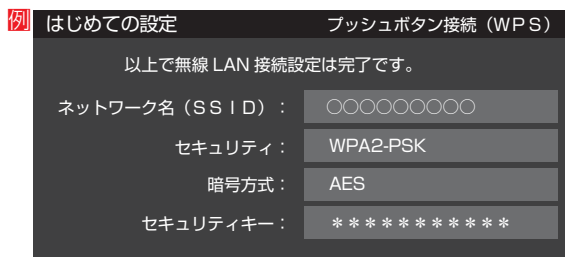 例
はじめての設定 プッシュボタン接続（ＷＰＳ）
以上で無線 LAN 接続設定は完了です。
ネットワーク名（ＳＳＩＤ）： ○○○○○○○○○
セキュリティ： WPA2-PSK
暗号方式： AES
セキュリティキー： ＊＊＊＊＊＊＊＊＊＊＊